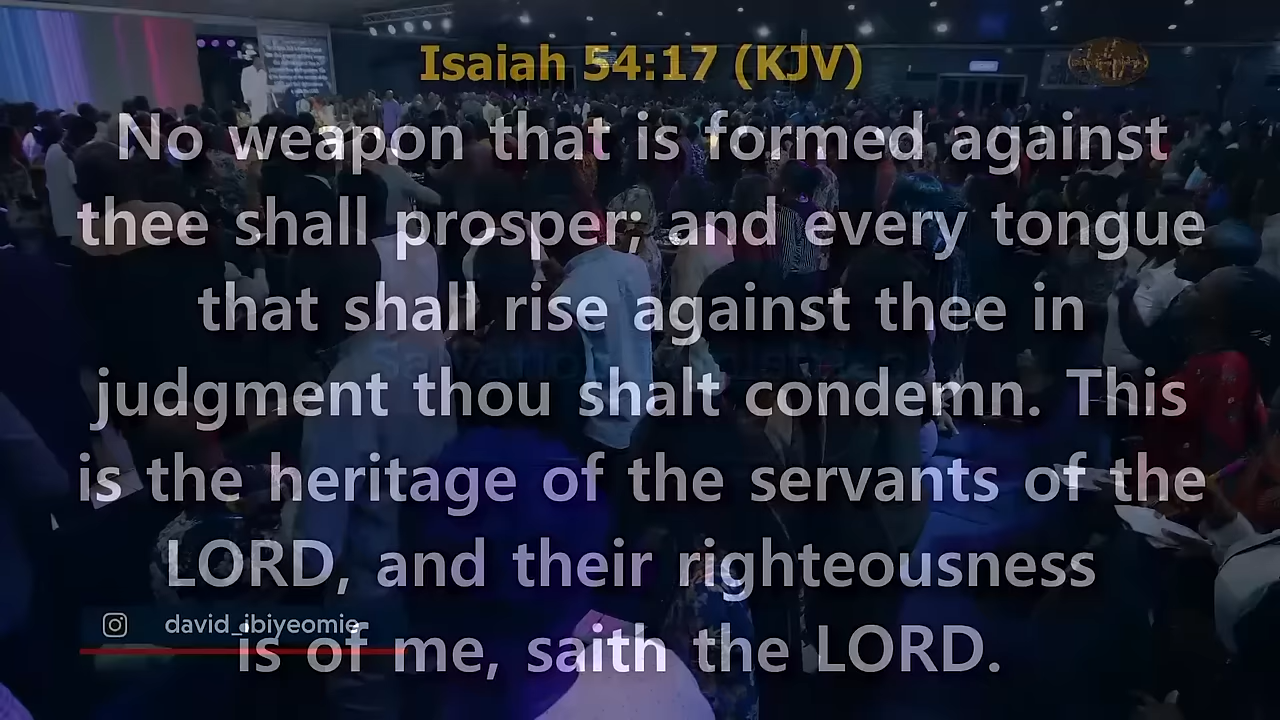 Isaiah 54:17 (KJV)
No weapon that is formed against
thee shall prosper; and every tongue
that shall rise against thee in
judgment thou shalt condemn. This
is the heritage of the servants of the
LORD, and their righteousness
is of me, saith the LORD.
david_ibiyeomie